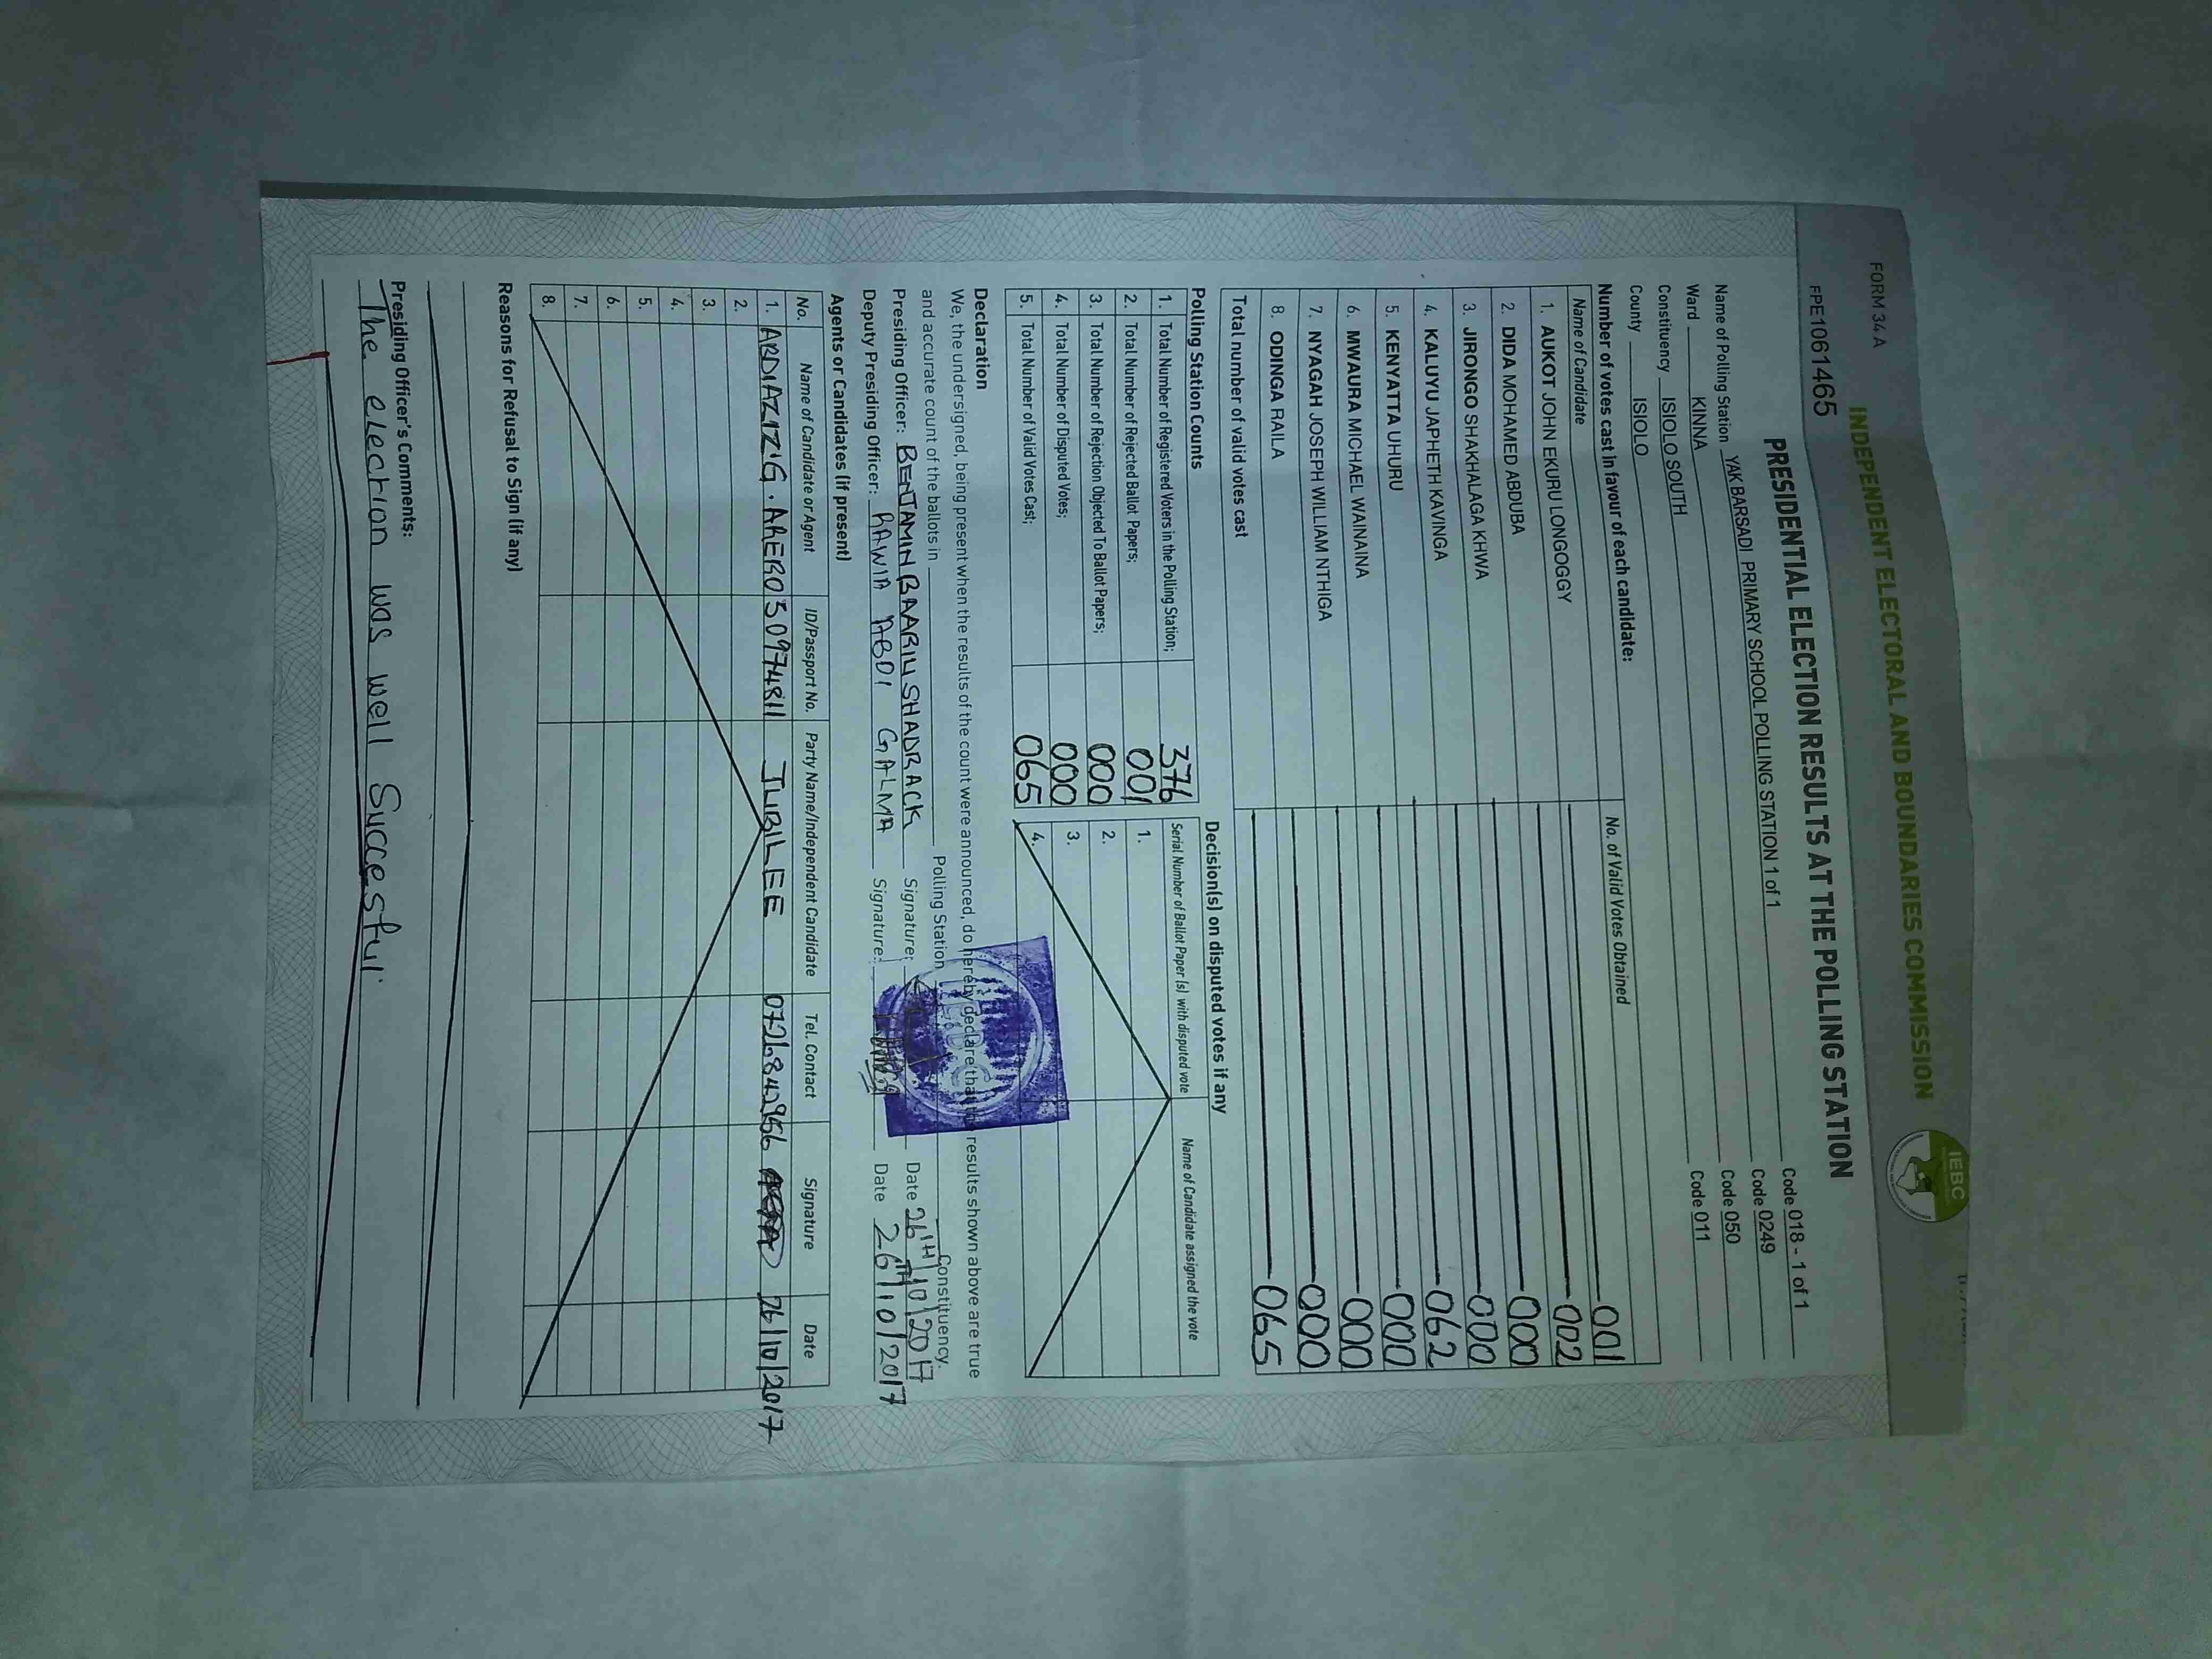 FORM 34 A
INDEPENDENT ELECTORAL AND BOUNDARIES COMMISSION
IEBC
FPE1061465
PRESIDENTIAL ELECTION RESULTS AT THE POLLING STATION
Name of Polling Station YAK BARSADI PRIMARY SCHOOL POLLING STATION 1 of 1 Code 018 - 1 of 1
Ward KINNA Code 0249
Constituency ISIOLO SOUTH Code 050
County ISIOLO Code 011
Number of votes cast in favour of each candidate:
Name of Candidate No. of Valid Votes Obtained
1. AUKOT JOHN EKURU LONGOGGY 001
2. DIDA MOHAMED ABDUBA 002
3. JIRONGO SHAKHALAGA KHWA 000
4. KALUYU JAPHETH KAVINGA 000
5. KENYATTA UHURU 062
6. MWAURA MICHAEL WAINAINA 000
7. NYAGAH JOSEPH WILLIAM NTHIGA 000
8. ODINGA RAILA 000
Total number of valid votes cast 065
Polling Station Counts
1. Total Number of Registered Voters in the Polling Station; 376
2. Total Number of Rejected Ballot Papers; 001
3. Total Number of Rejection Objected To Ballot Papers; 000
4. Total Number of Disputed Votes; 000
5. Total Number of Valid Votes Cast; 065
Decision(s) on disputed votes if any
Serial Number of Ballot Paper (s) with disputed vote Name of Candidate assigned the vote
1.
2.
3.
4.
Declaration
We, the undersigned, being present when the results of the count were announced, do hereby declare that the results shown above are true
and accurate count of the ballots in Polling Station Constituency.
Presiding Officer: BENJAMIN BAARIU SHADRACK Signature: Date 26TH/10/2017
Deputy Presiding Officer: RAWIA ABDI GALMA Signature: Date 26TH/10/2017
Agents or Candidates (if present)
No. Name of Candidate or Agent ID/Passport No. Party Name/Independent Candidate Tel. Contact Signature Date
1. ABDIAZIZ G. ARERO 30974811 JUBILEE 0726840956 26/10/2017
2.
3.
4.
5.
6.
7.
8.
Reasons for Refusal to Sign (if any)
Presiding Officer's Comments:
The election was well Successful.